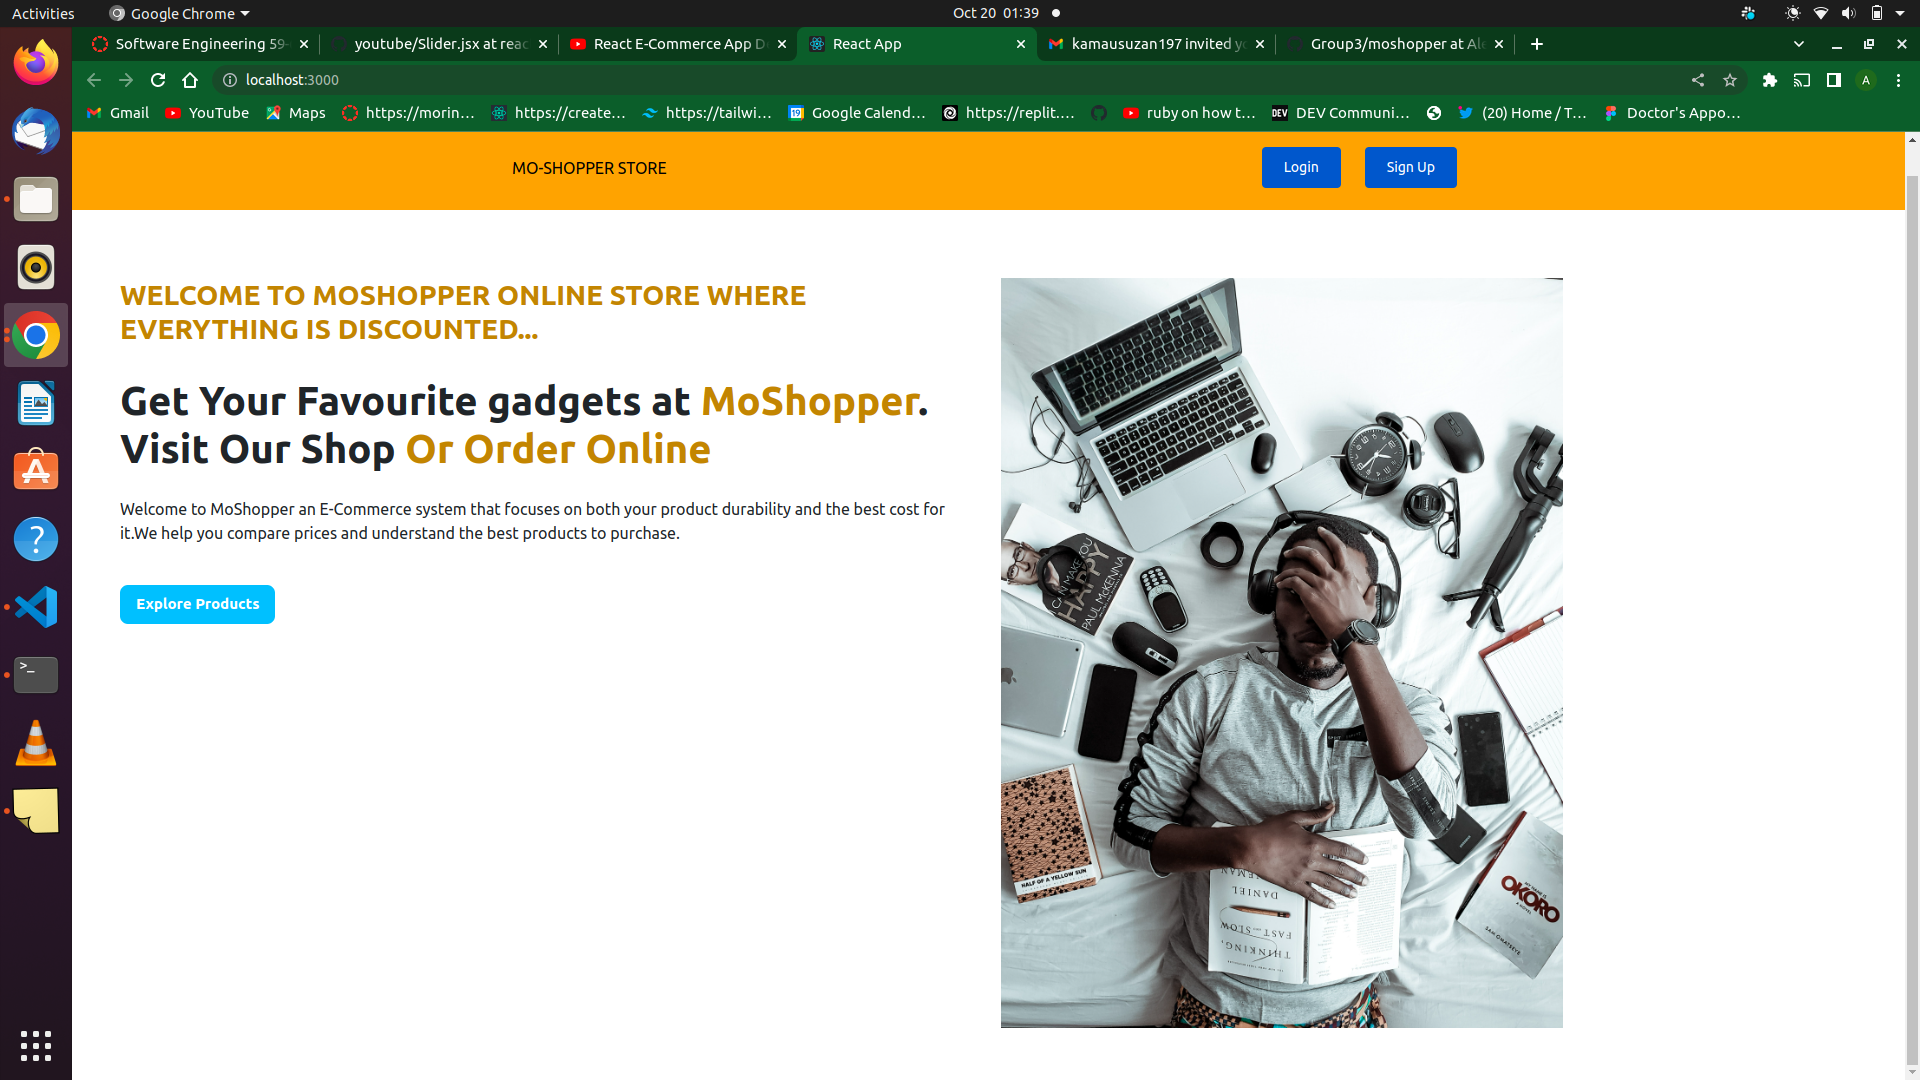 Activities
Google Chrome
Oct 20 01:39
Software Engineering 59-
youtube/Slider.jsx at reac
React E-Commerce App D
React App
kamausuzan197 invited yo
Group3/moshopper at Al
localhost:3000
A
Gmail
YouTube
Maps
https://morin…
https://create…
https://tailwi…
Google Calend…
https://replit.…
ruby on how t…
DEV Communi…
(20) Home / T…
Doctor's Appo…
MO-SHOPPER STORE
Login
Sign Up
WELCOME TO MOSHOPPER ONLINE STORE WHERE
EVERYTHING IS DISCOUNTED...
Get Your Favourite gadgets at MoShopper.
Visit Our Shop Or Order Online
Welcome to MoShopper an E-Commerce system that focuses on both your product durability and the best cost for
it.We help you compare prices and understand the best products to purchase.
Explore Products
I CAN MAKE YOU
HAPPY
PAUL McKENNA
HALF OF A YELLOW SUN
THINKING,
FAST AND SLOW
DANIEL
OKORO
A NOVEL
SAM OMATSEYE